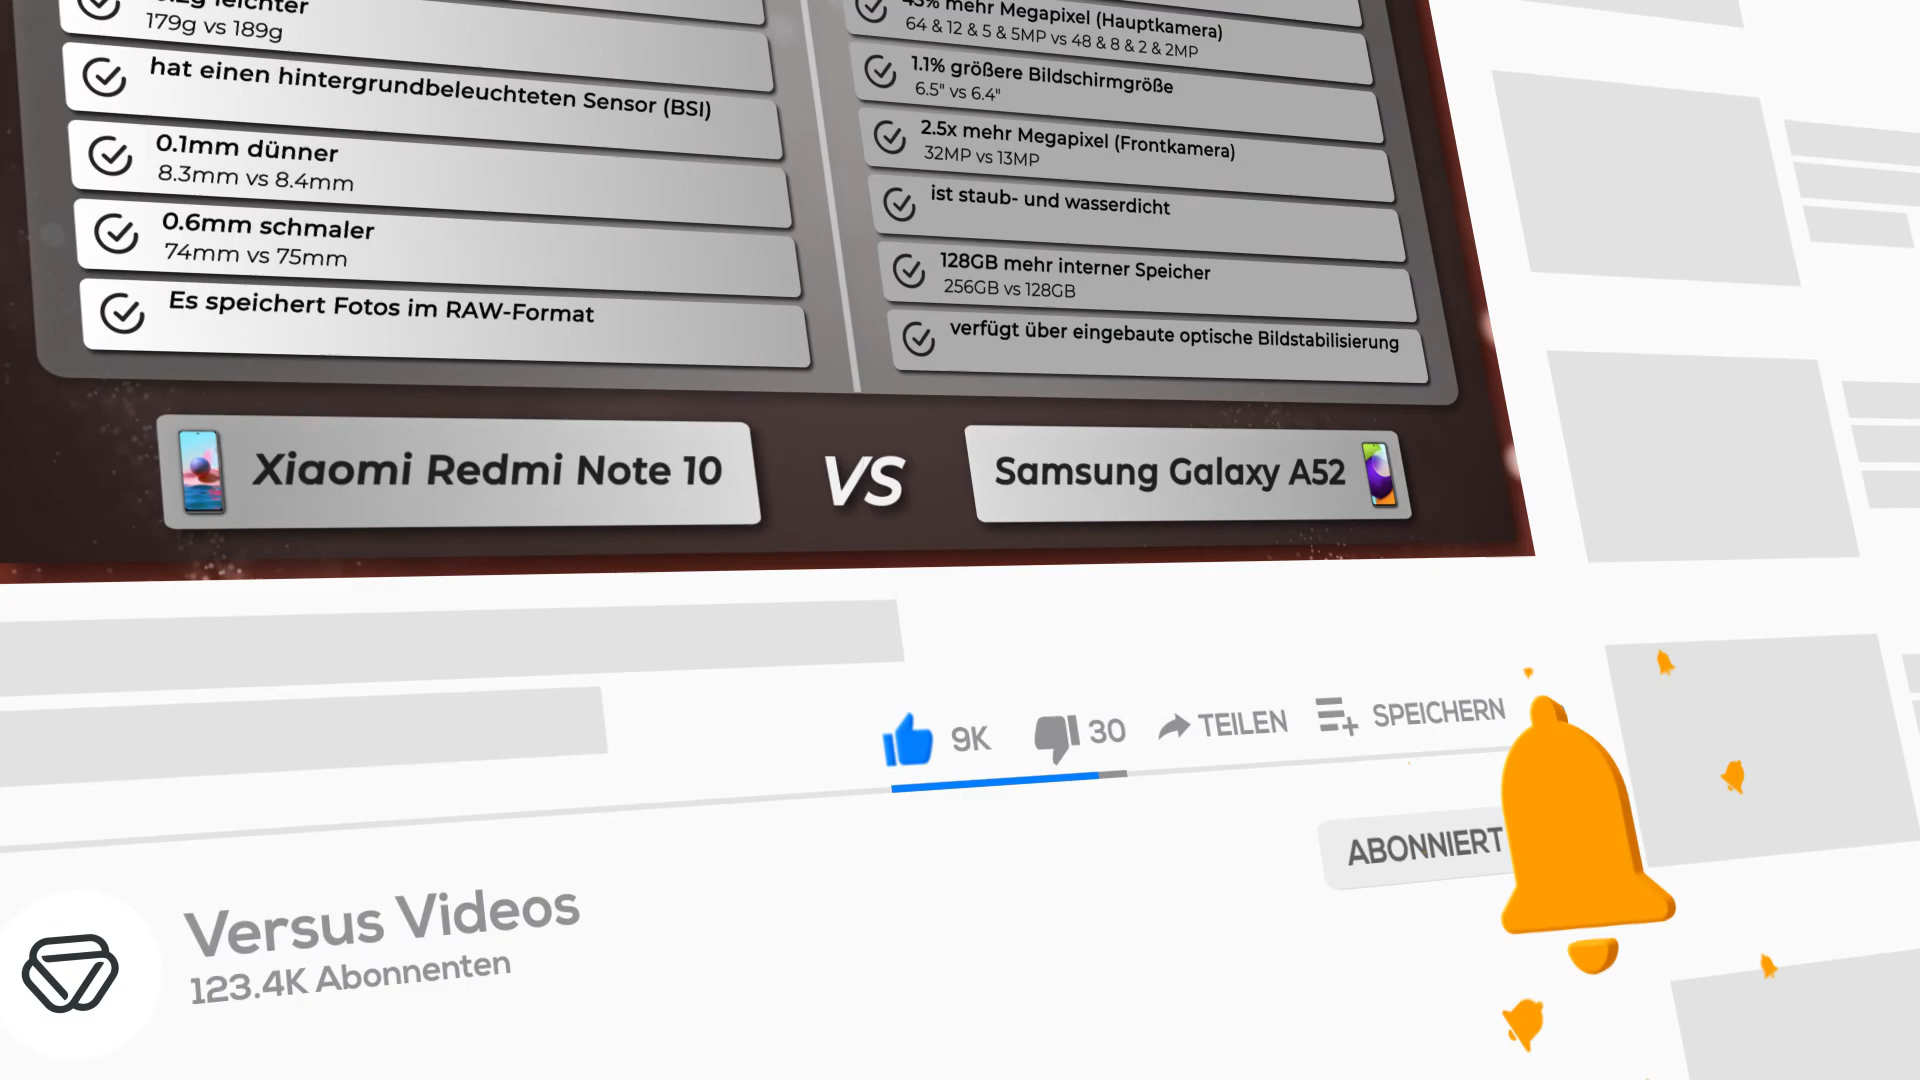 leichter
179g vs 189g
hat einen hintergrundbeleuchteten Sensor (BSI)
0.1mm dünner
8.3mm vs 8.4mm
0.6mm schmaler
74mm vs 75mm
Es speichert Fotos im RAW-Format
mehr Megapixel (Hauptkamera)
64 & 12 & 5 & 5MP vs 48 & 8 & 2 & 2MP
1.1% größere Bildschirmgröße
6.5" vs 6.4"
2.5x mehr Megapixel (Frontkamera)
32MP vs 13MP
ist staub- und wasserdicht
128GB mehr interner Speicher
256GB vs 128GB
verfügt über eingebaute optische Bildstabilisierung
Xiaomi Redmi Note 10
VS
Samsung Galaxy A52
9K
30
TEILEN
SPEICHERN
ABONNIERT
Versus Videos
123.4K Abonnenten